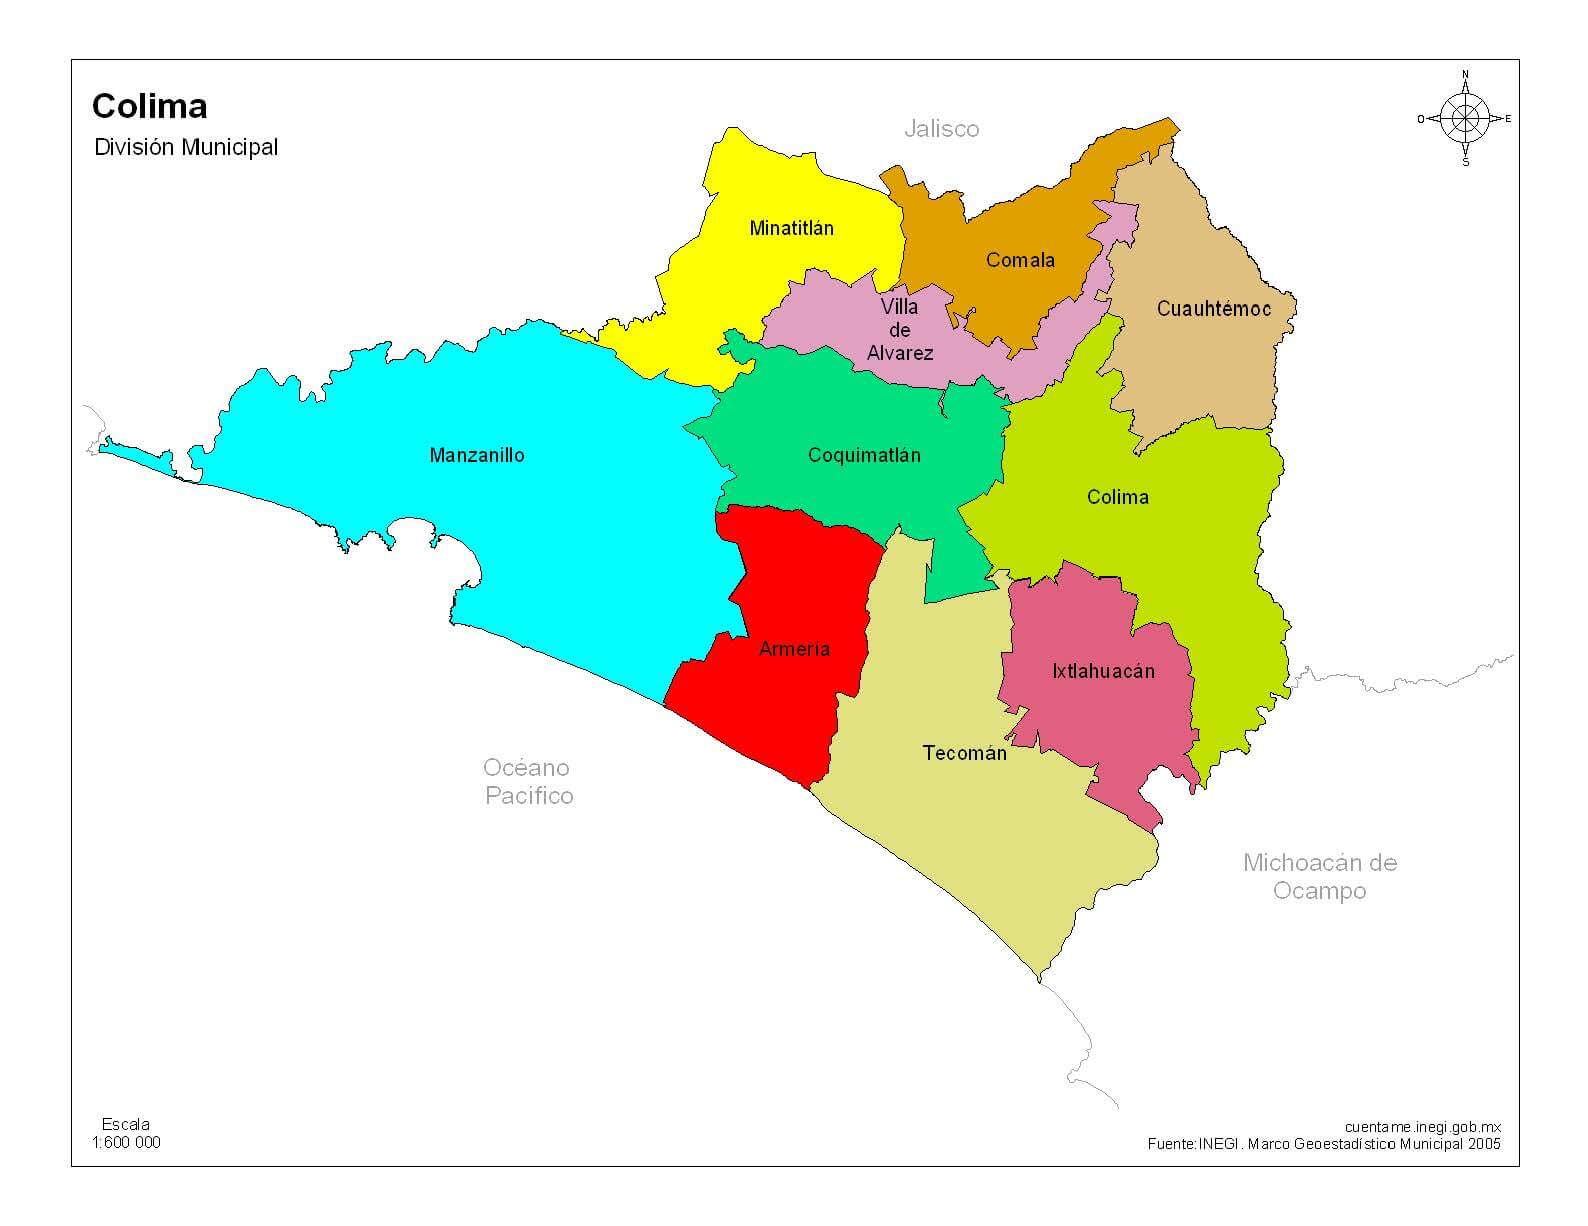 Colima
División Municipal
N
O
E
S
Jalisco
Minatitlán
Comala
Cuauhtémoc
Villa
de
Alvarez
Manzanillo
Coquimatlán
Colima
Armería
Ixtlahuacán
Tecomán
Océano
Pacifico
Michoacán de
Ocampo
Escala
1:600 000
cuentame.inegi.gob.mx
Fuente:INEGI. Marco Geoestadístico Municipal 2005